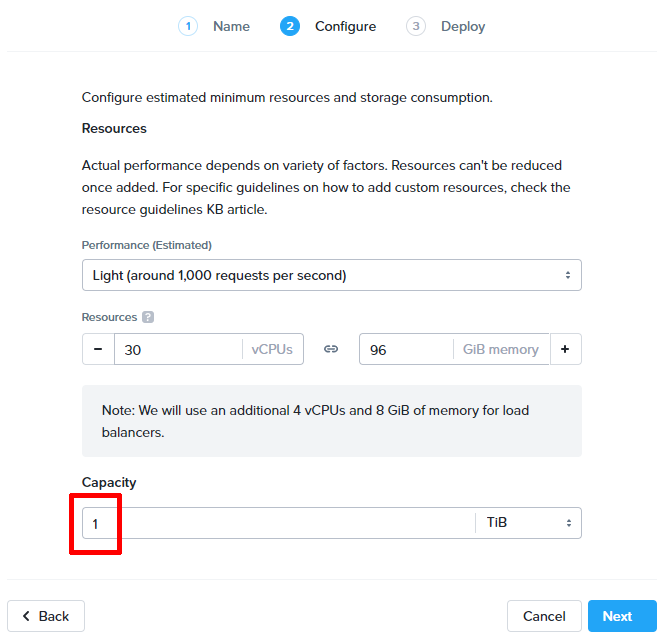 1 Name 2 Configure 3 Deploy
Configure estimated minimum resources and storage consumption.
Resources
Actual performance depends on variety of factors. Resources can't be reduced
once added. For specific guidelines on how to add custom resources, check the
resource guidelines KB article.
Performance (Estimated)
Light (around 1,000 requests per second)
Resources ?
− 30 vCPUs 96 GiB memory +
Note: We will use an additional 4 vCPUs and 8 GiB of memory for load
balancers.
Capacity
1 TiB
Back Cancel Next